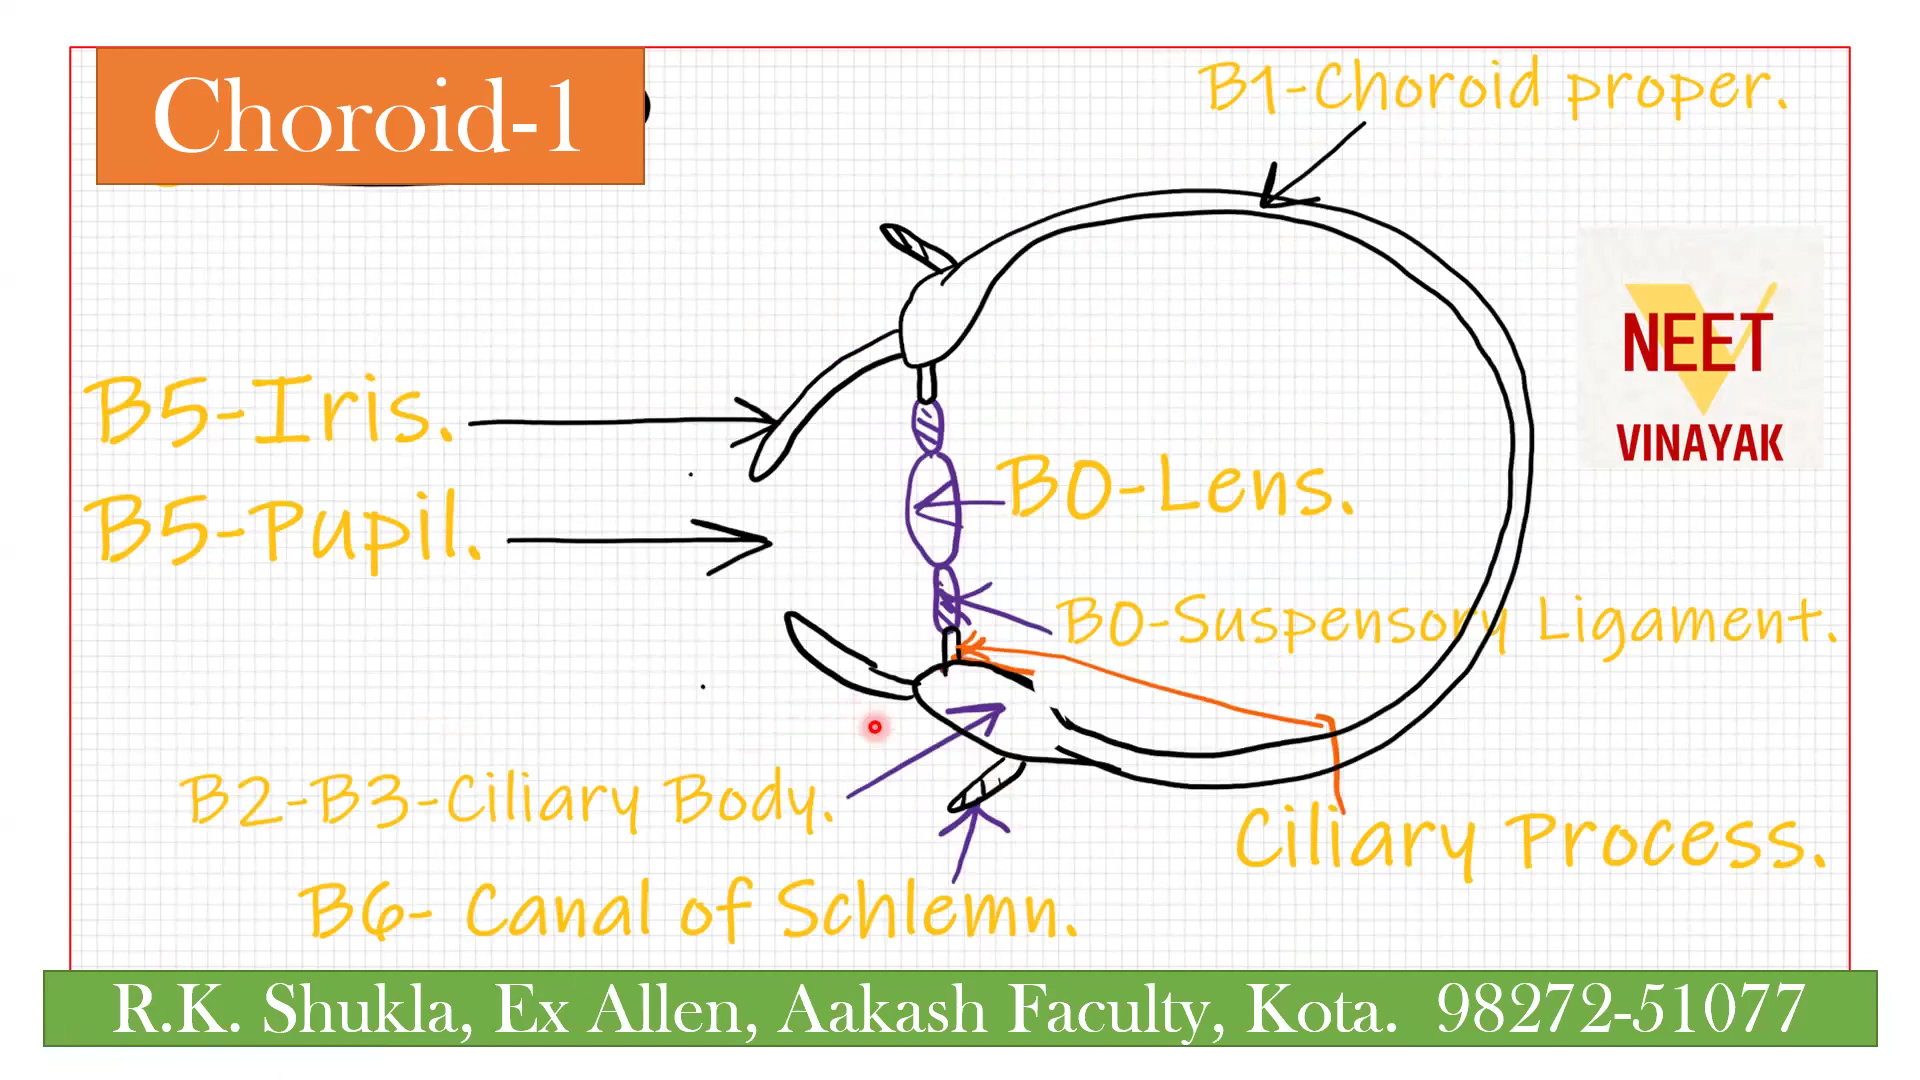 Choroid-1
B1-Choroid proper.
NEET
VINAYAK
B5-Iris.
B5-Pupil.
B0-Lens.
B0-Suspensory Ligament.
B2-B3-Ciliary Body.
Ciliary Process.
B6- Canal of Schlemn.
R.K. Shukla, Ex Allen, Aakash Faculty, Kota. 98272-51077